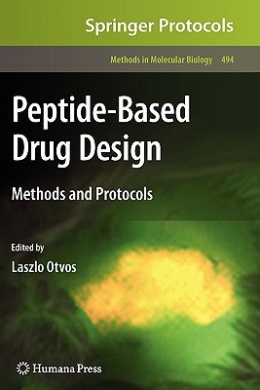 Springer Protocols
Methods in Molecular Biology 494
Peptide-Based
Drug Design
Methods and Protocols
Edited by
Laszlo Otvos
Humana Press